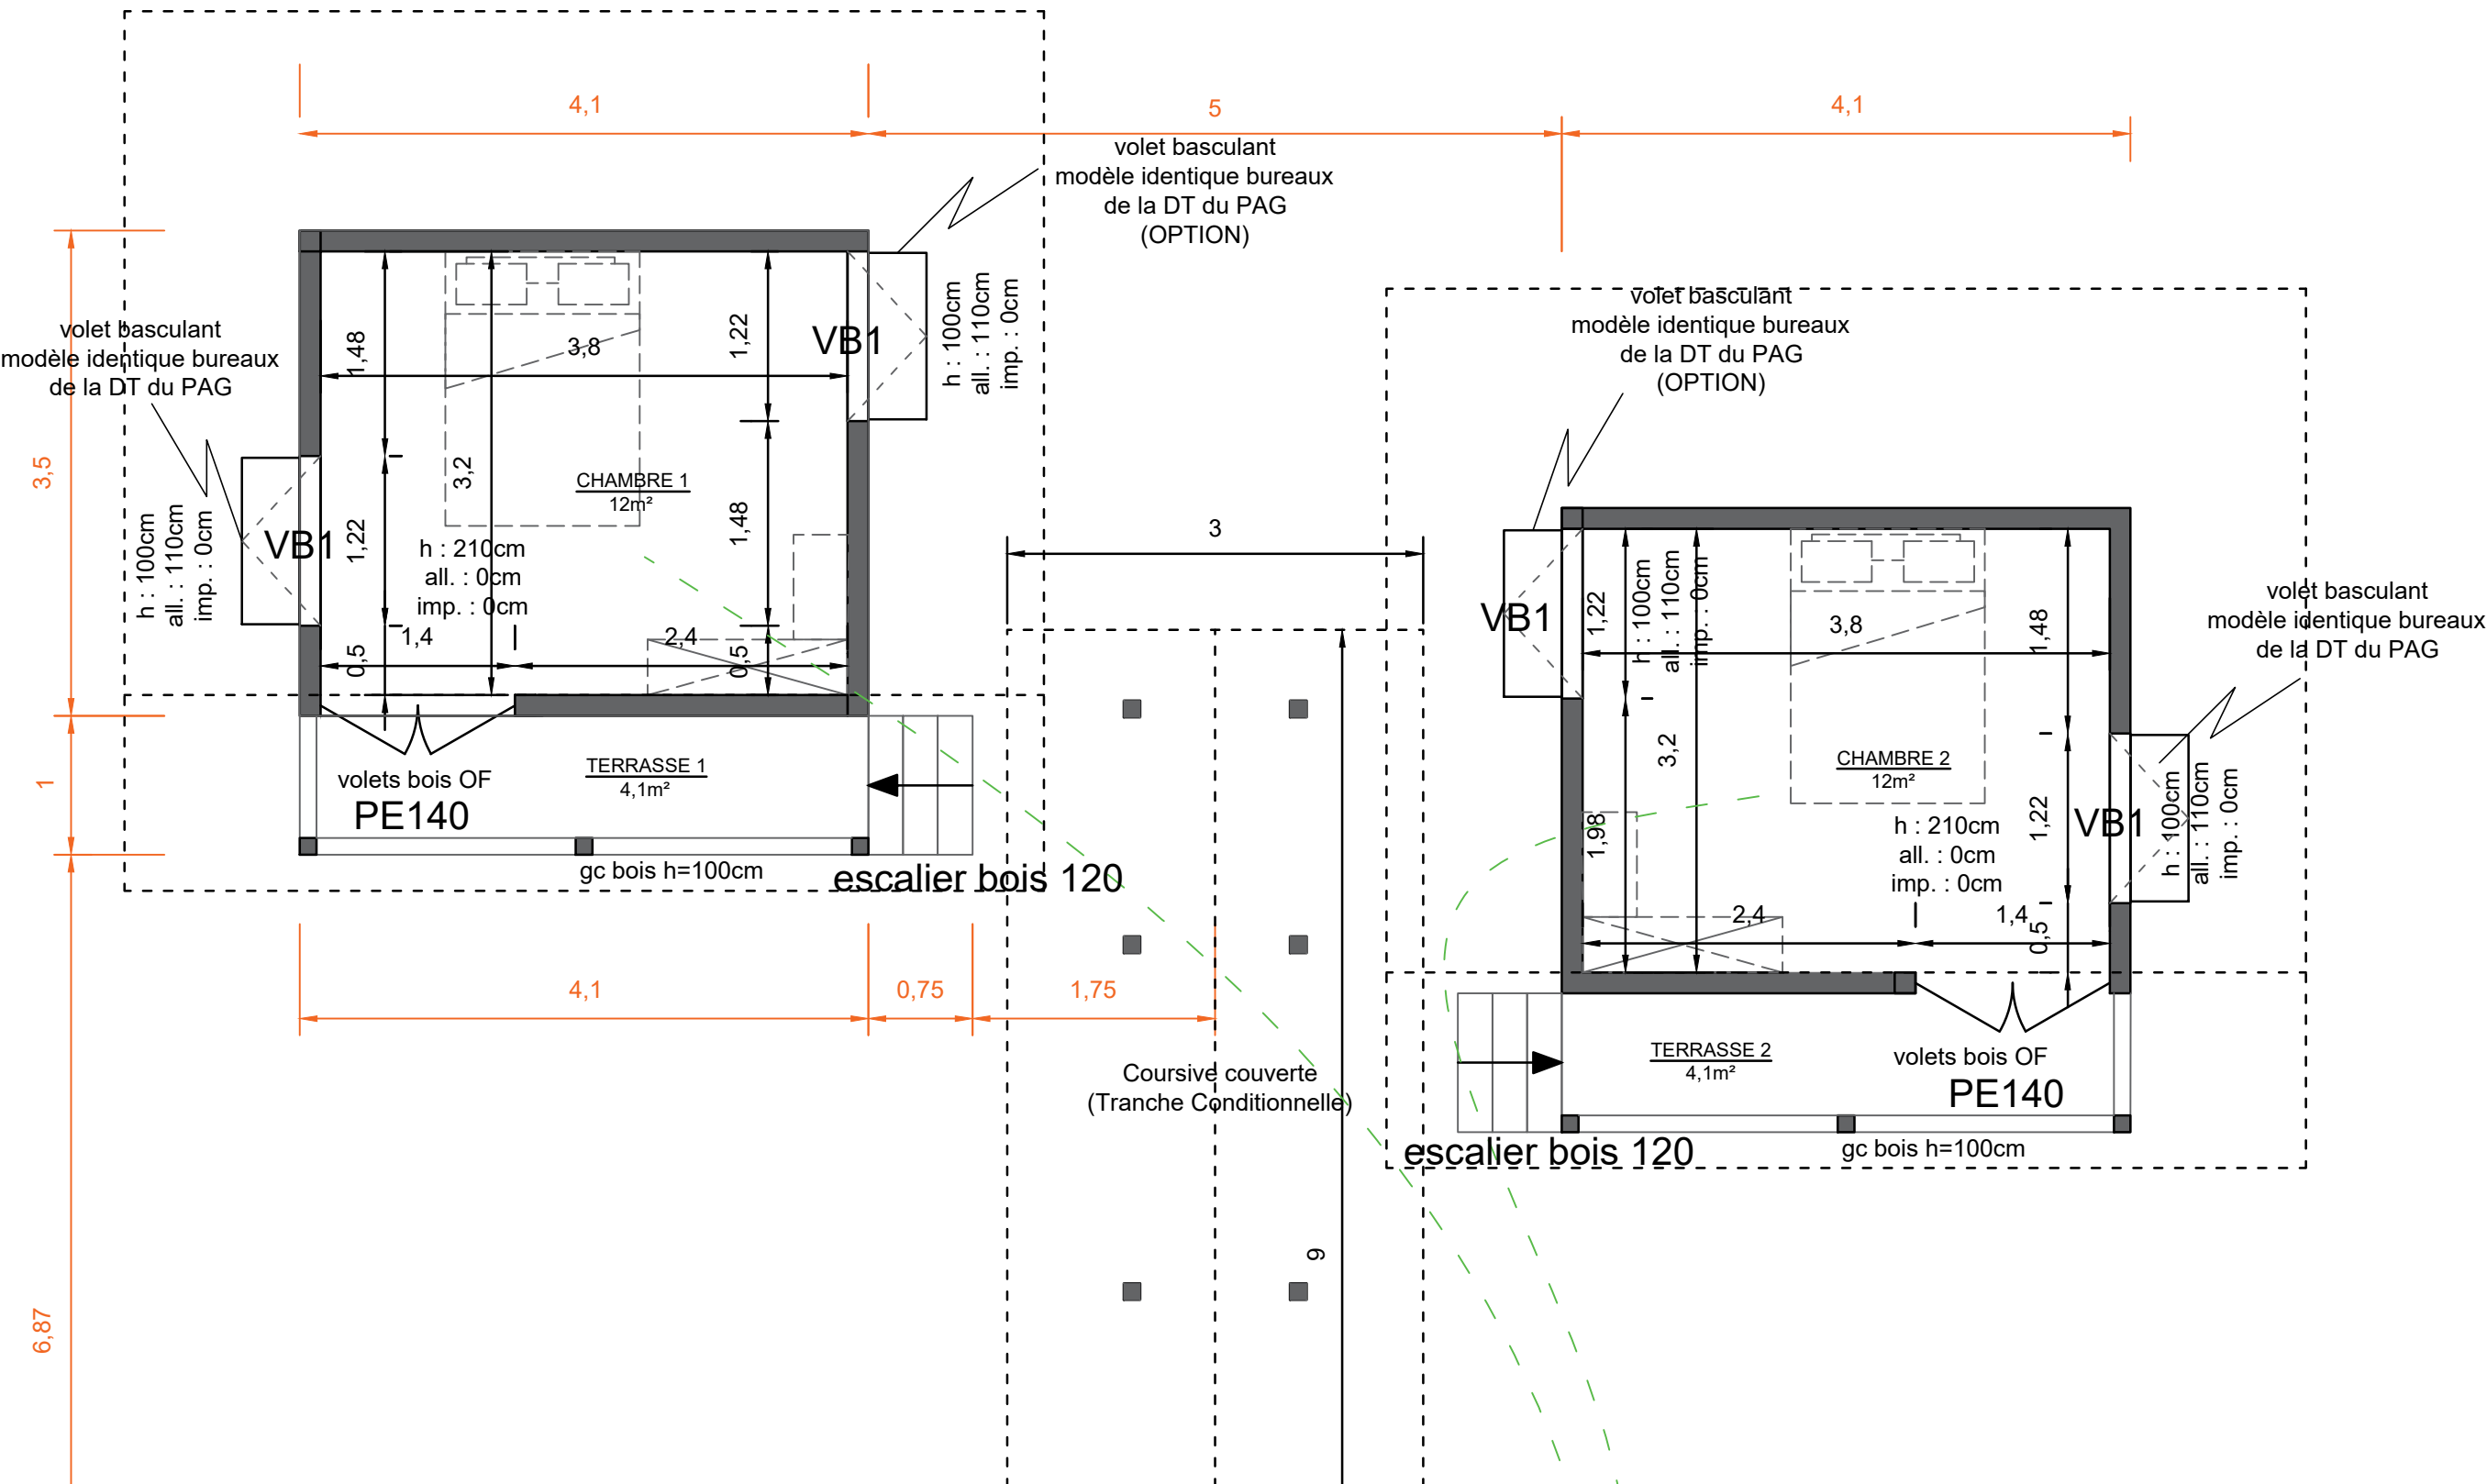 4,1
5
4,1
volet basculant
modèle identique bureaux
de la DT du PAG
(OPTION)
volet basculant
modèle identique bureaux
de la DT du PAG
VB1
h : 100cm
all. : 110cm
imp. : 0cm
3,5
1,48
1,22
0,5
3,2
3,8
1,22
1,48
0,5
VB1
h : 100cm
all. : 110cm
imp. : 0cm
CHAMBRE 1
12m²
h : 210cm
all. : 0cm
imp. : 0cm
1,4
2,4
1
TERRASSE 1
4,1m²
volets bois OF
PE140
gc bois h=100cm
escalier bois 120
4,1
0,75
1,75
6,87
3
9
Coursive couverte
(Tranche Conditionnelle)
volet basculant
modèle identique bureaux
de la DT du PAG
(OPTION)
VB1
1,22
h : 100cm
all. : 110cm
imp. : 0cm
3,8
1,48
3,2
1,98
CHAMBRE 2
12m²
h : 210cm
all. : 0cm
imp. : 0cm
1,22
0,5
2,4
1,4
volet basculant
modèle identique bureaux
de la DT du PAG
VB1
h : 100cm
all. : 110cm
imp. : 0cm
TERRASSE 2
4,1m²
volets bois OF
PE140
escalier bois 120
gc bois h=100cm